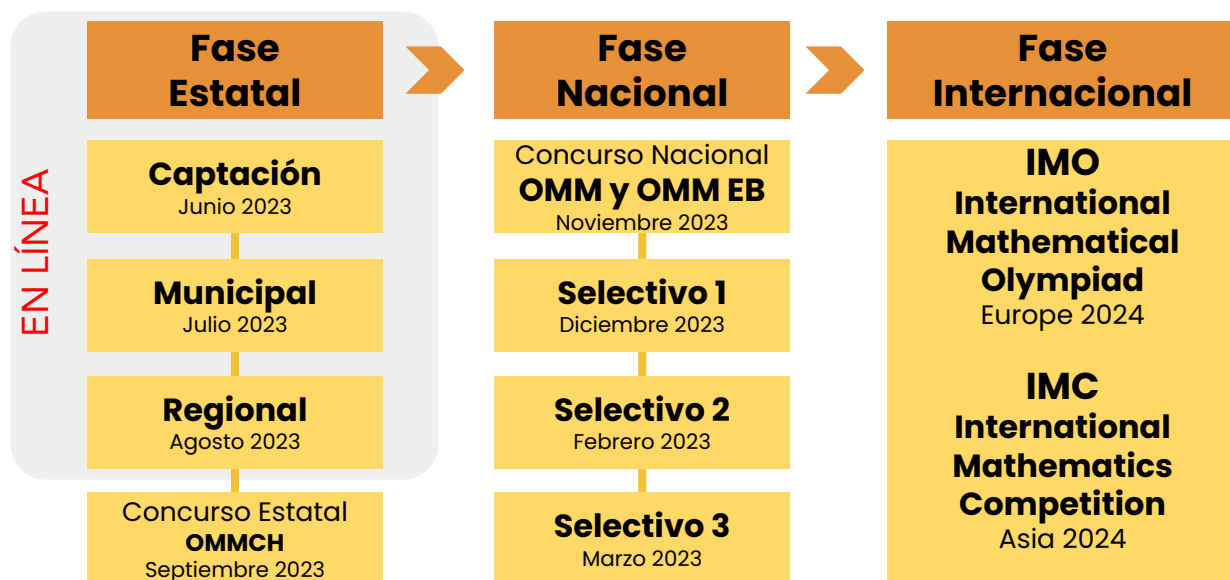 EN LÍNEA
Fase
Estatal
Captación
Junio 2023
Municipal
Julio 2023
Regional
Agosto 2023
Concurso Estatal
OMMCH
Septiembre 2023
Fase
Nacional
Concurso Nacional
OMM y OMM EB
Noviembre 2023
Selectivo 1
Diciembre 2023
Selectivo 2
Febrero 2023
Selectivo 3
Marzo 2023
Fase
Internacional
IMO
International
Mathematical
Olympiad
Europe 2024
IMC
International
Mathematics
Competition
Asia 2024